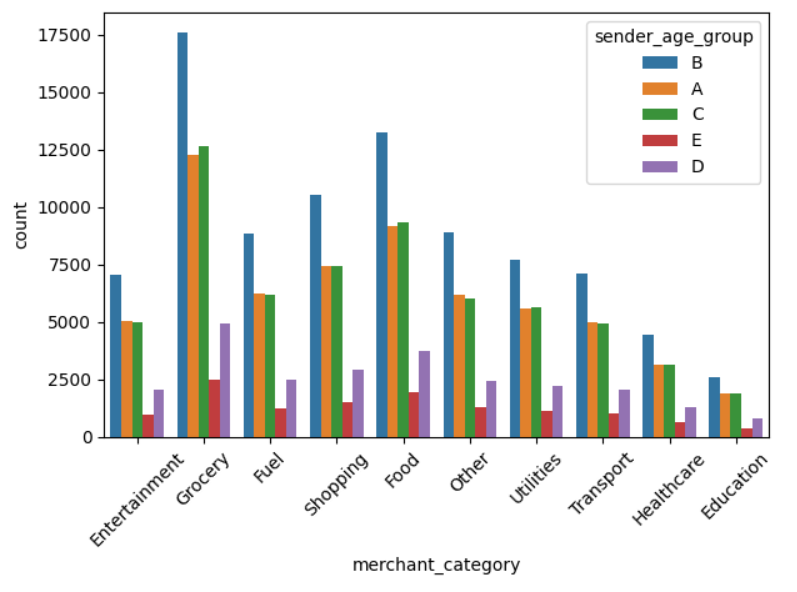 sender_age_group
B
A
C
E
D
17500
15000
12500
10000
7500
5000
2500
0
count
Entertainment
Grocery
Fuel
Shopping
Food
Other
Utilities
Transport
Healthcare
Education
merchant_category